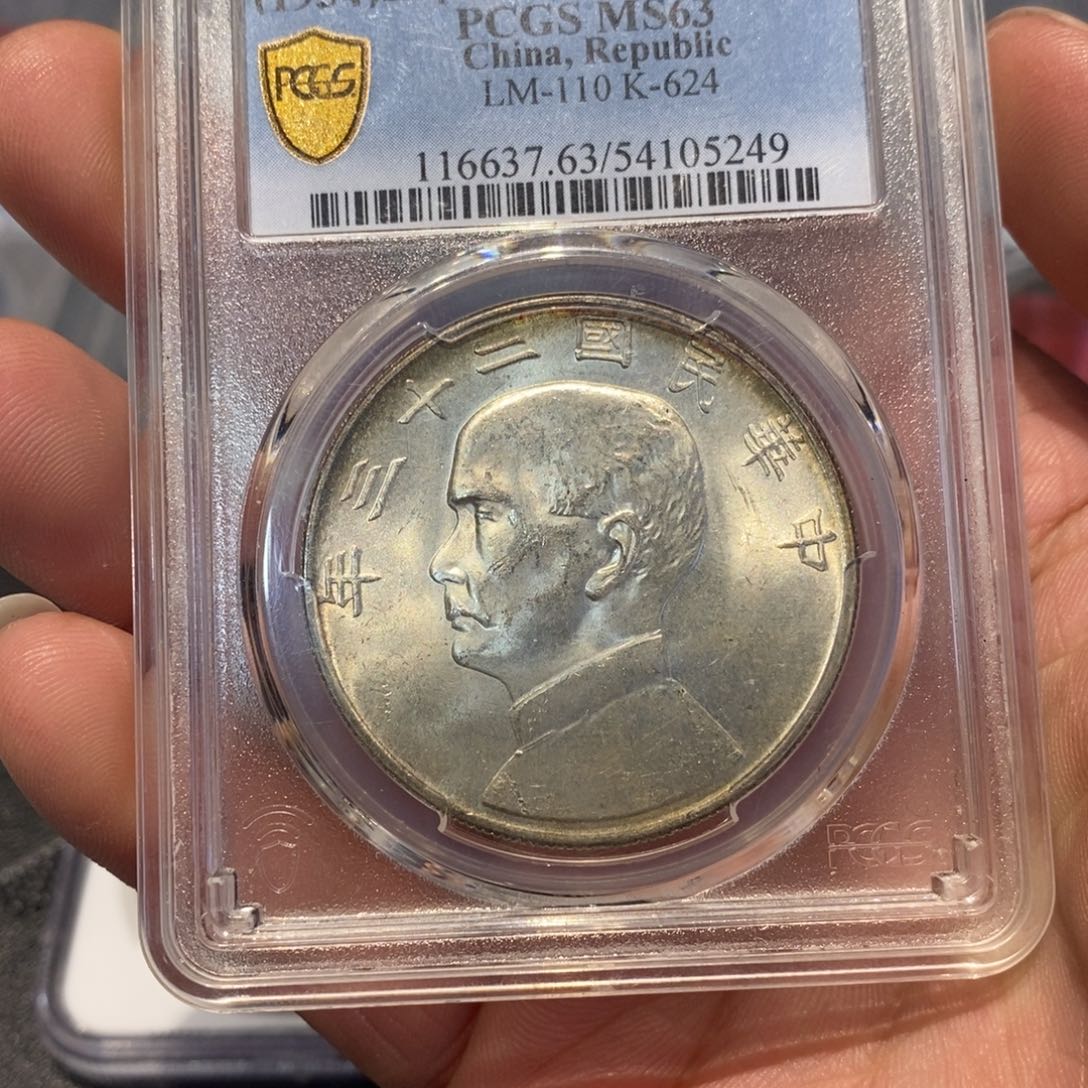 PCGS MS63
China, Republic
LM-110 K-624
PCGS
116637.63/54105249
中華民國二十三年
PCGS